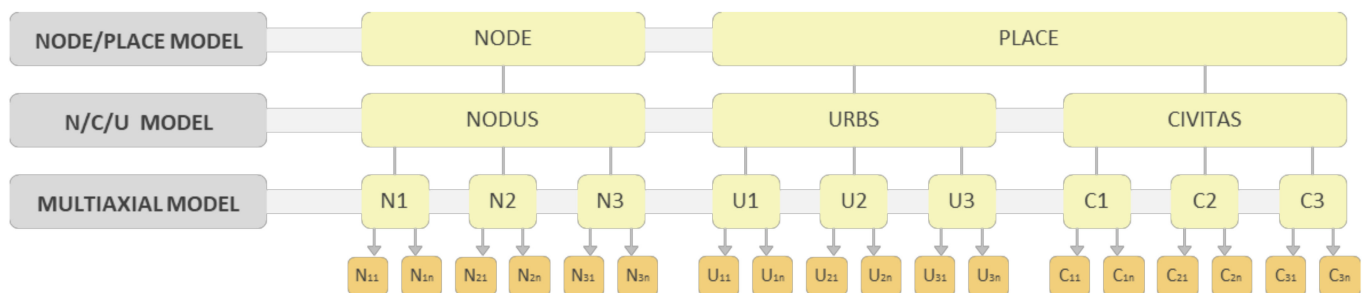 NODE/PLACE MODEL NODE PLACE
N/C/U MODEL NODUS URBS CIVITAS
MULTIAXIAL MODEL N1 N2 N3 U1 U2 U3 C1 C2 C3
N11 N1n N21 N2n N31 N3n U11 U1n U21 U2n U31 U3n C11 C1n C21 C2n C31 C3n